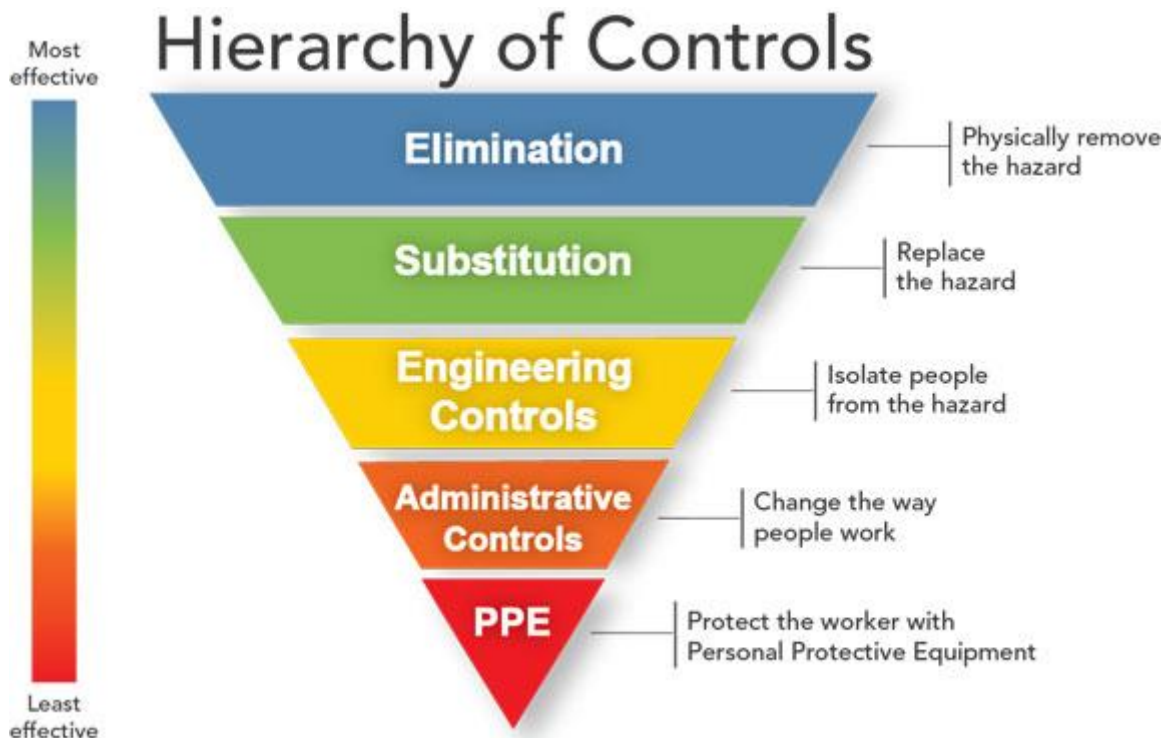 Hierarchy of Controls
Most
effective
Elimination
Physically remove
the hazard
Substitution
Replace
the hazard
Engineering
Controls
Isolate people
from the hazard
Administrative
Controls
Change the way
people work
PPE
Protect the worker with
Personal Protective Equipment
Least
effective